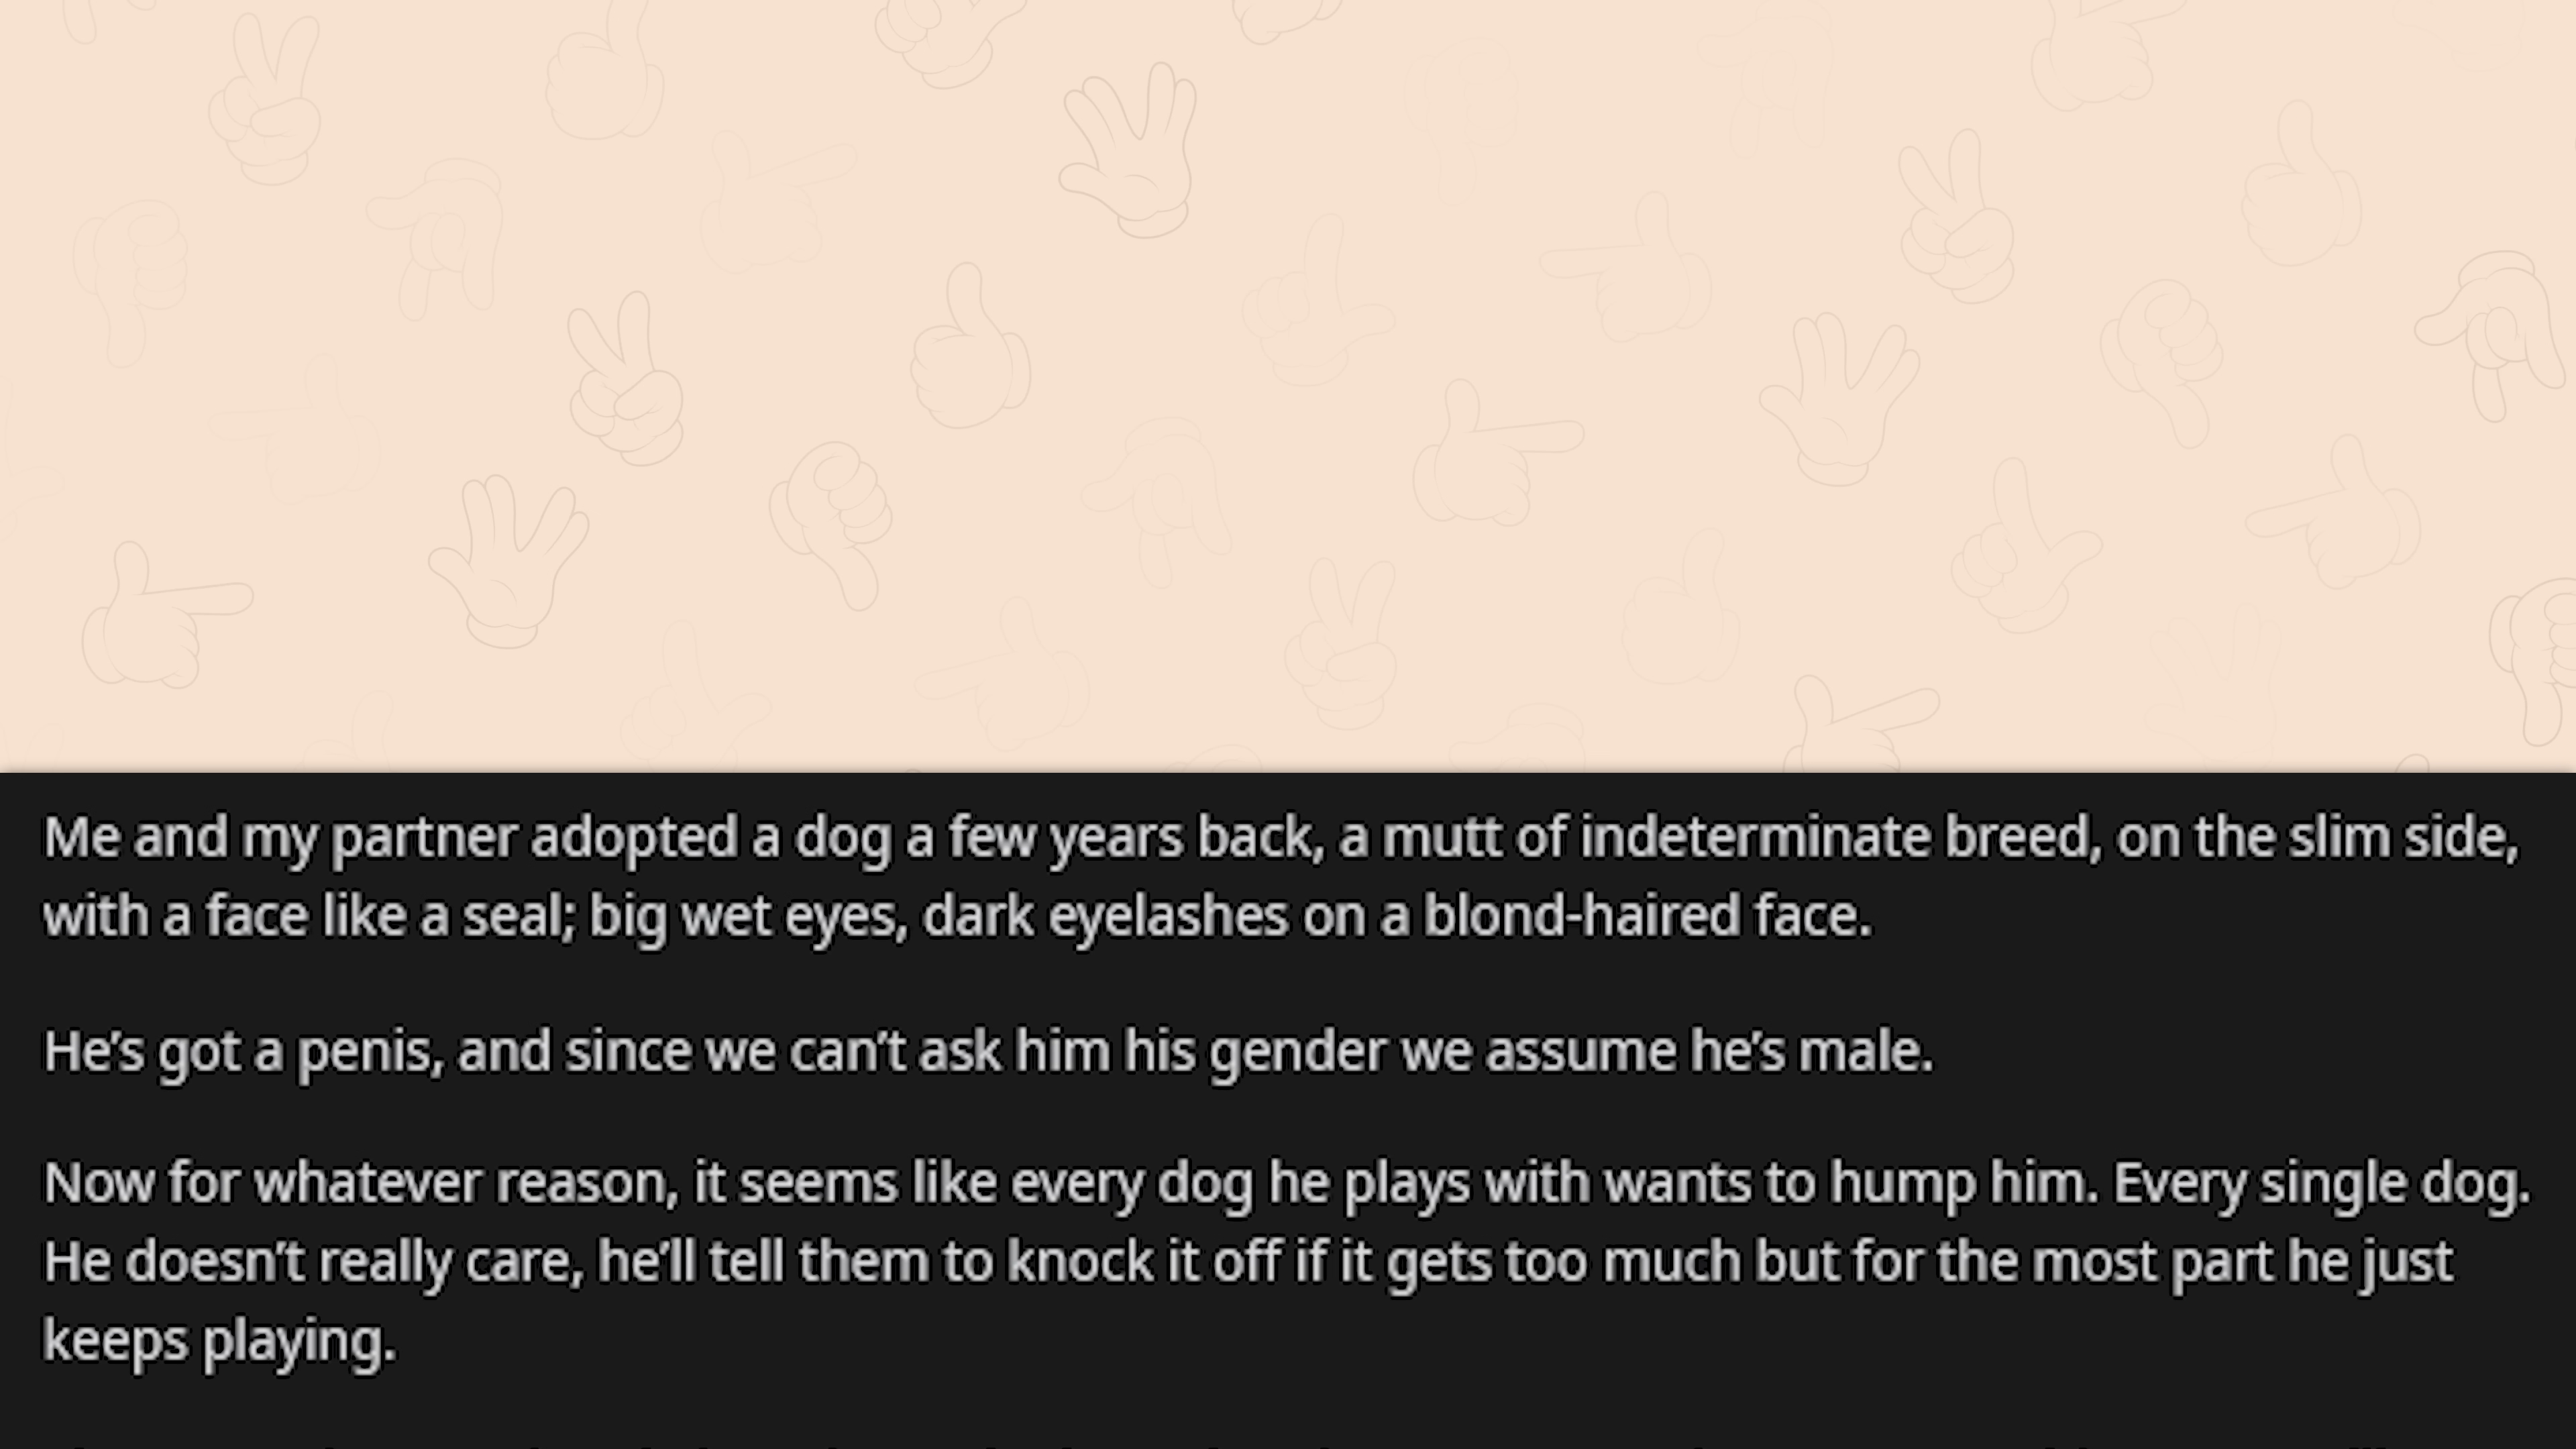 Me and my partner adopted a dog a few years back, a mutt of indeterminate breed, on the slim side,
with a face like a seal; big wet eyes, dark eyelashes on a blond-haired face.
He’s got a penis, and since we can’t ask him his gender we assume he’s male.
Now for whatever reason, it seems like every dog he plays with wants to hump him. Every single dog.
He doesn’t really care, he’ll tell them to knock it off if it gets too much but for the most part he just
keeps playing.